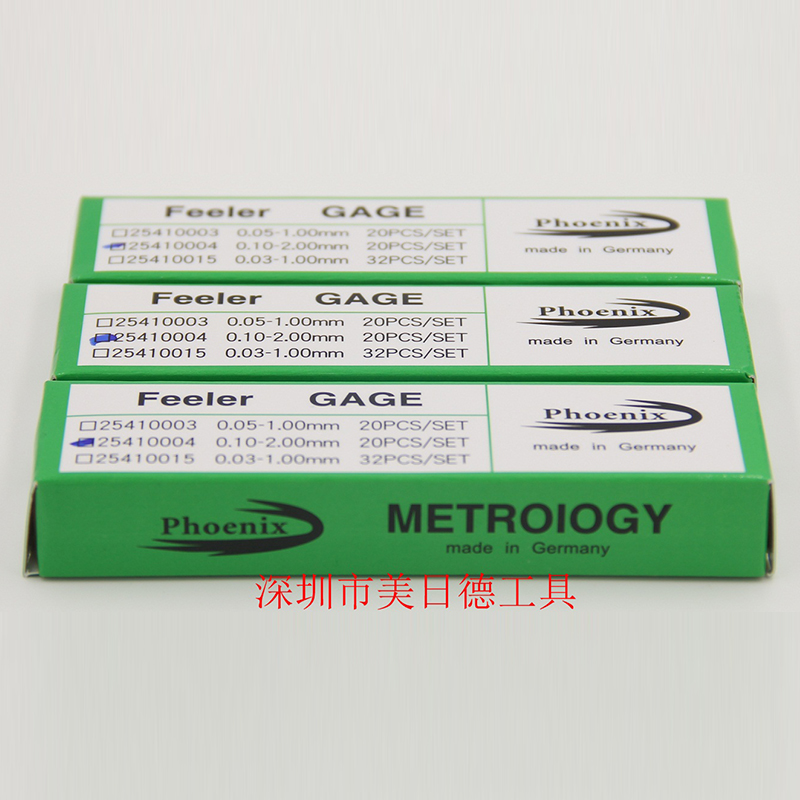 Feeler GAGE
□25410003 0.05-1.00mm 20PCS/SET
25410004 0.10-2.00mm 20PCS/SET
□25410015 0.03-1.00mm 32PCS/SET
Phoenix
made in Germany
Feeler GAGE
□25410003 0.05-1.00mm 20PCS/SET
25410004 0.10-2.00mm 20PCS/SET
□25410015 0.03-1.00mm 32PCS/SET
Phoenix
made in Germany
Feeler GAGE
□25410003 0.05-1.00mm 20PCS/SET
25410004 0.10-2.00mm 20PCS/SET
□25410015 0.03-1.00mm 32PCS/SET
Phoenix
made in Germany
Phoenix
METROIOGY
made in Germany
深圳市美日德工具